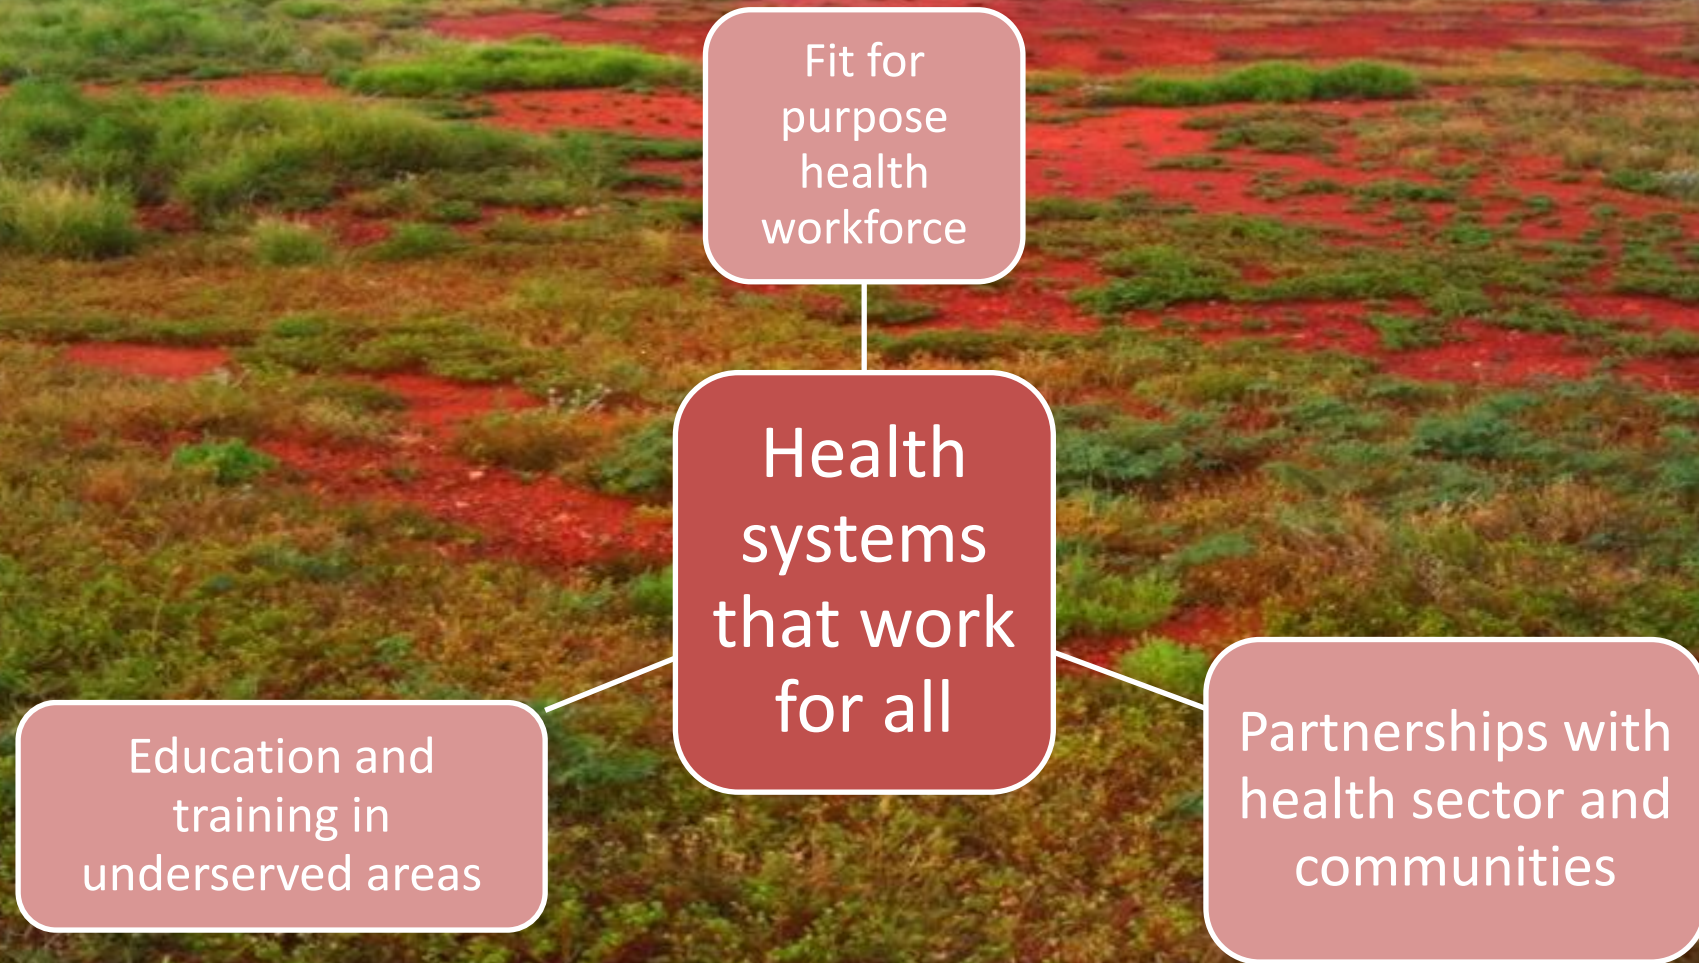 Fit for
purpose
health
workforce
Health
systems
that work
for all
Education and
training in
underserved areas
Partnerships with
health sector and
communities